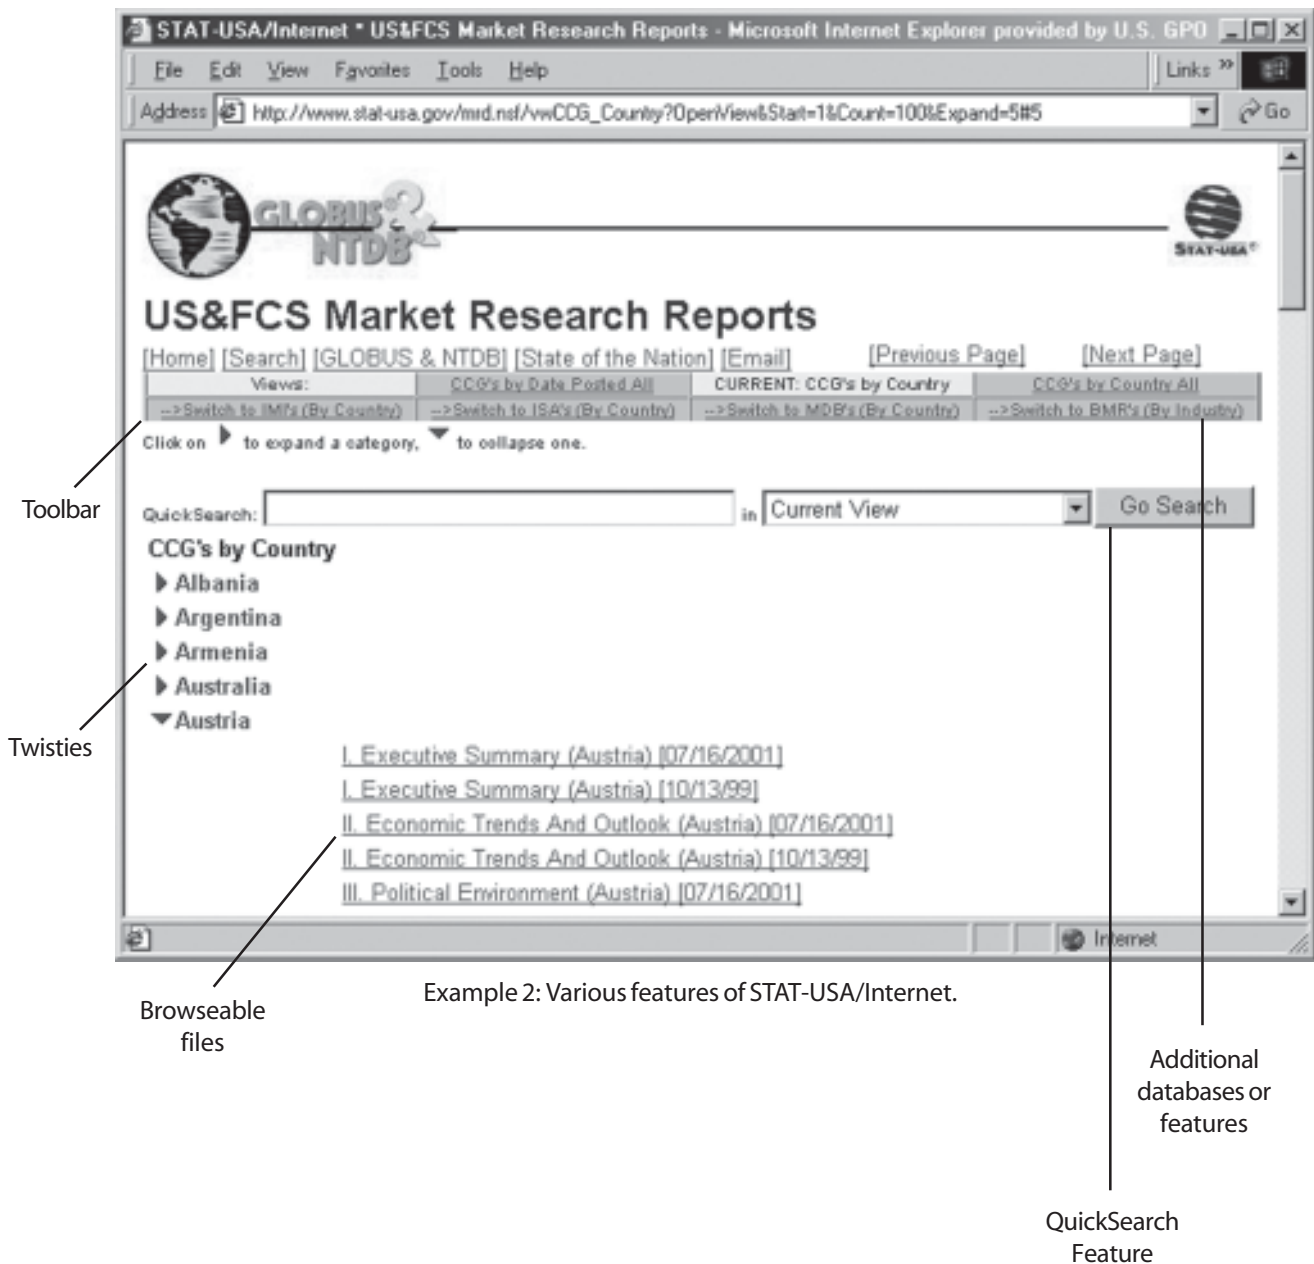 STAT-USA/Internet * US&FCS Market Research Reports - Microsoft Internet Explorer provided by U.S. GPO
File Edit View Favorites Tools Help Links »
Address http://www.stat-usa.gov/mrd.nsf/vwCCG_Country?OpenView&Start=1&Count=100&Expand=5#5 Go
GLOBUS &
NTDB
STAT-USA®
US&FCS Market Research Reports
[Home] [Search] [GLOBUS & NTDB] [State of the Nation] [Email] [Previous Page] [Next Page]
Views: CCG's by Date Posted All CURRENT: CCG's by Country CCG's by Country All
-->Switch to IMI's (By Country) -->Switch to ISA's (By Country) -->Switch to MDB's (By Country) -->Switch to BMR's (By Industry)
Click on to expand a category, to collapse one.
Toolbar
QuickSearch: in Current View Go Search
CCG's by Country
Albania
Argentina
Armenia
Australia
Austria
Twisties
I. Executive Summary (Austria) [07/16/2001]
I. Executive Summary (Austria) [10/13/99]
II. Economic Trends And Outlook (Austria) [07/16/2001]
II. Economic Trends And Outlook (Austria) [10/13/99]
III. Political Environment (Austria) [07/16/2001]
Internet
Example 2: Various features of STAT-USA/Internet.
Browseable
files
Additional
databases or
features
QuickSearch
Feature